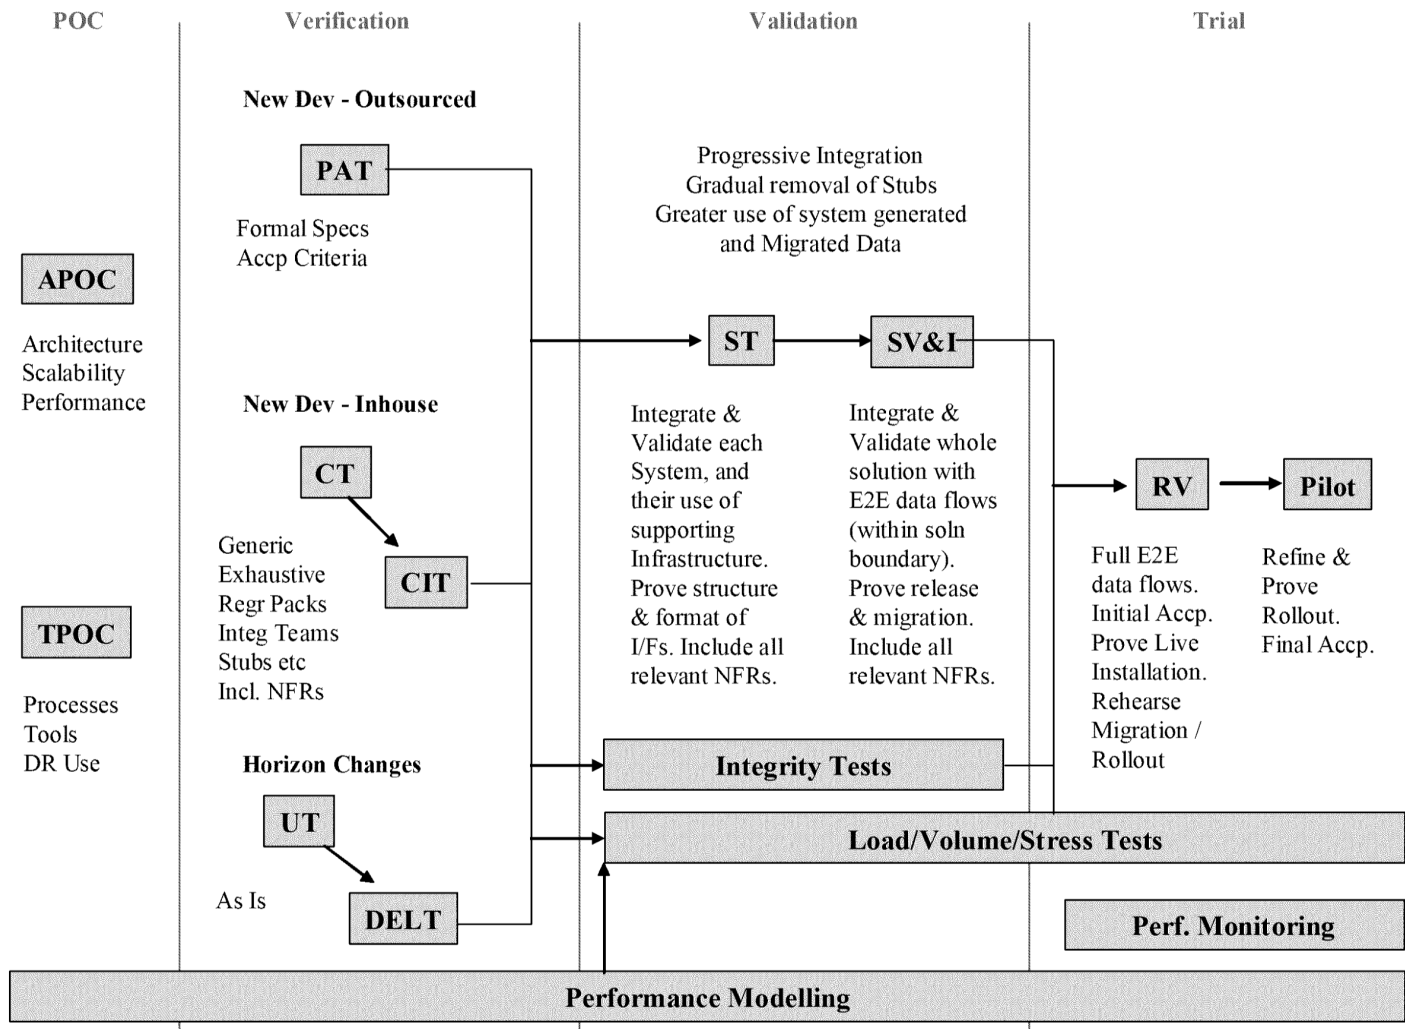 POC
Verification
Validation
Trial
New Dev - Outsourced
PAT
Formal Specs
Accp Criteria
APOC
Architecture
Scalability
Performance
New Dev - Inhouse
CT
CIT
Generic
Exhaustive
Regr Packs
Integ Teams
Stubs etc
Incl. NFRs
TPOC
Processes
Tools
DR Use
Horizon Changes
UT
As Is
DELT
Progressive Integration
Gradual removal of Stubs
Greater use of system generated
and Migrated Data
ST
SV&I
Integrate &
Validate each
System, and
their use of
supporting
Infrastructure.
Prove structure
& format of
I/Fs. Include all
relevant NFRs.
Integrate &
Validate whole
solution with
E2E data flows
(within soln
boundary).
Prove release
& migration.
Include all
relevant NFRs.
RV
Pilot
Full E2E
data flows.
Initial Accp.
Prove Live
Installation.
Rehearse
Migration /
Rollout
Refine &
Prove
Rollout.
Final Accp.
Integrity Tests
Load/Volume/Stress Tests
Perf. Monitoring
Performance Modelling